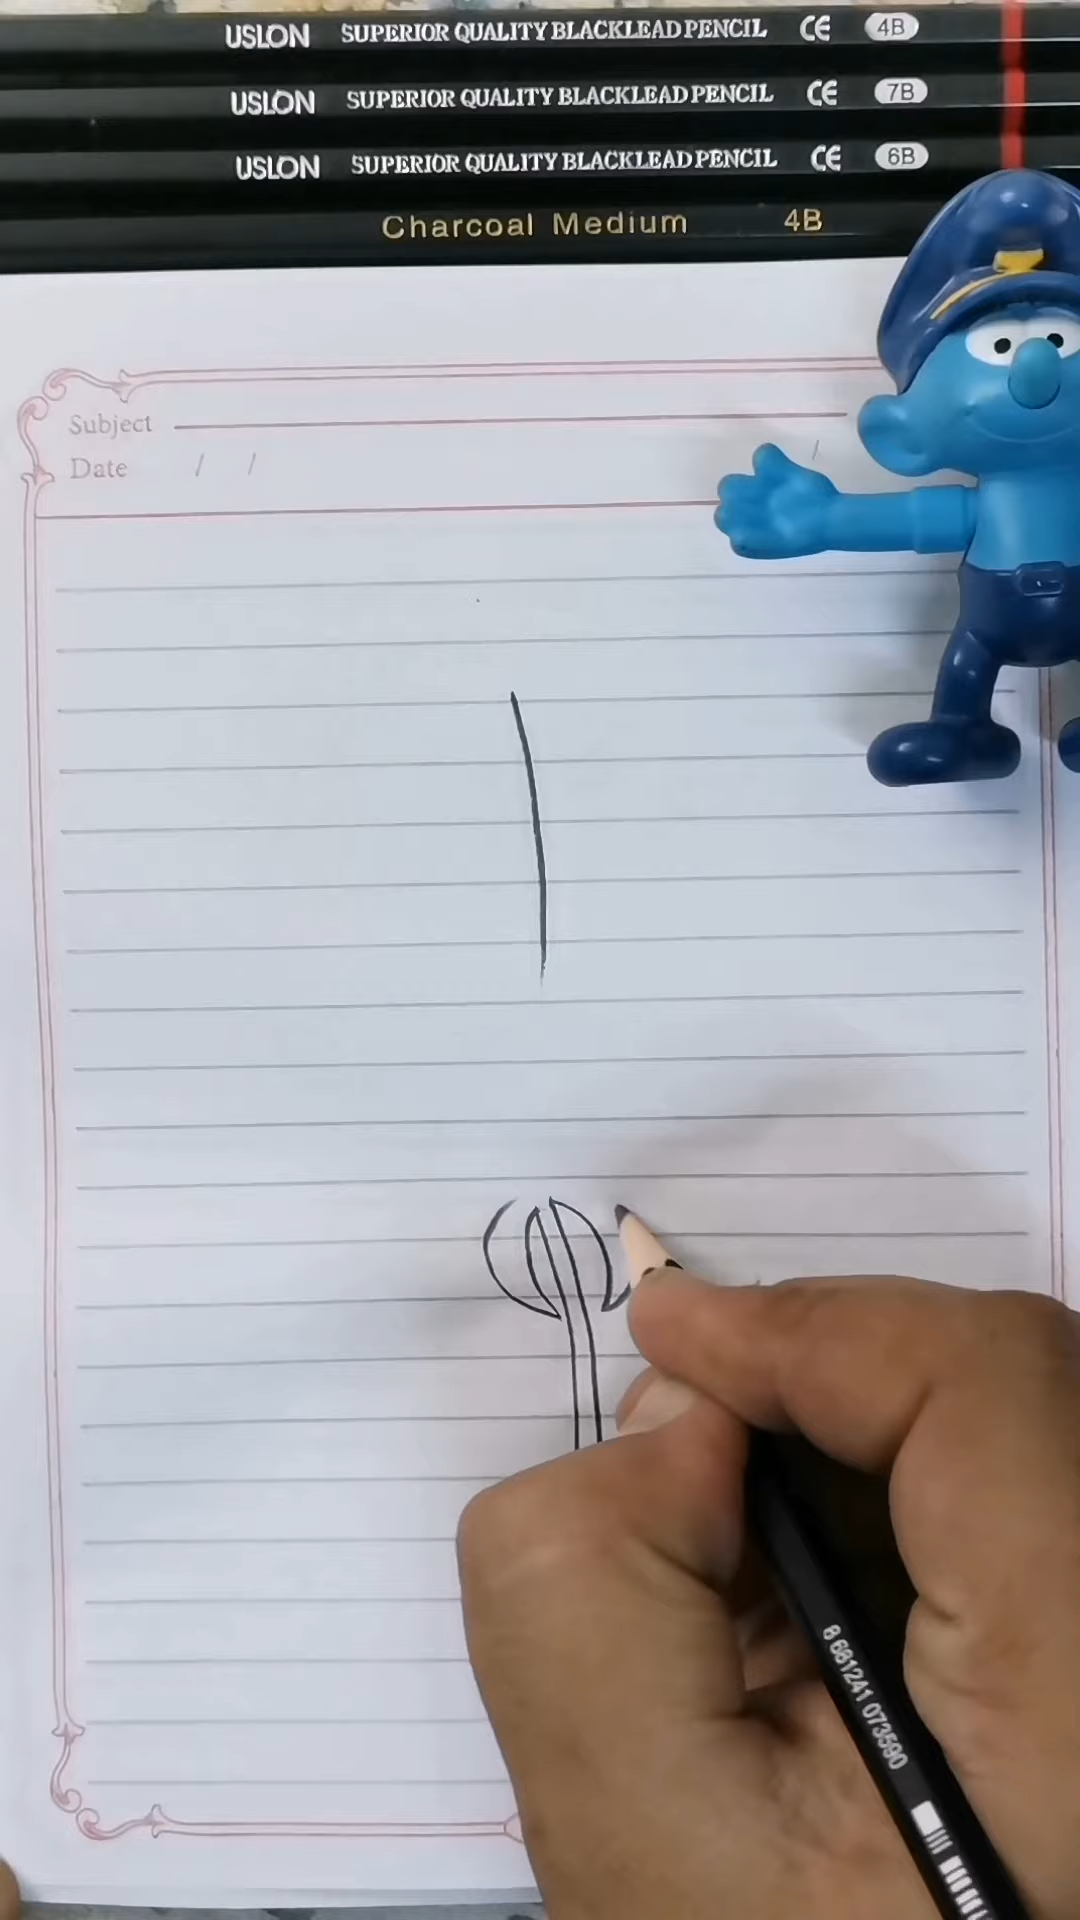 USLON SUPERIOR QUALITY BLACKLEAD PENCIL CE 4B
USLON SUPERIOR QUALITY BLACKLEAD PENCIL CE 7B
USLON SUPERIOR QUALITY BLACKLEAD PENCIL CE 6B
Charcoal Medium 4B
Subject
Date / /
8 681241 073590